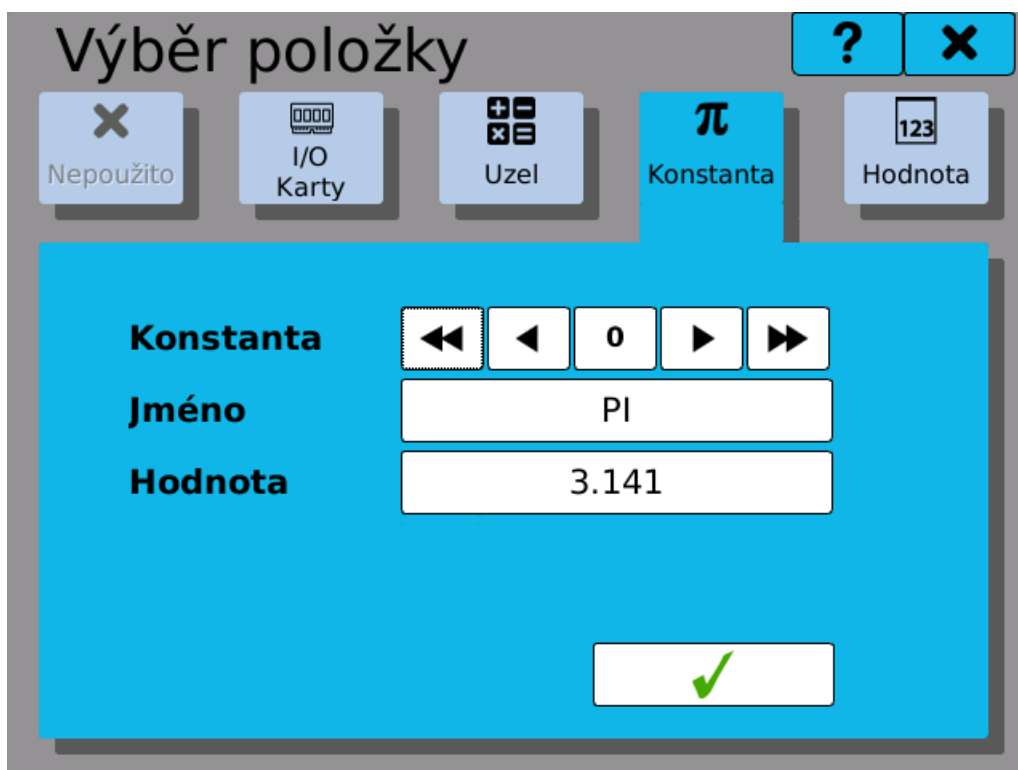 Výběr položky
?
Nepoužito
I/O
Karty
Uzel
π
Konstanta
123
Hodnota
Konstanta
0
Jméno
PI
Hodnota
3.141